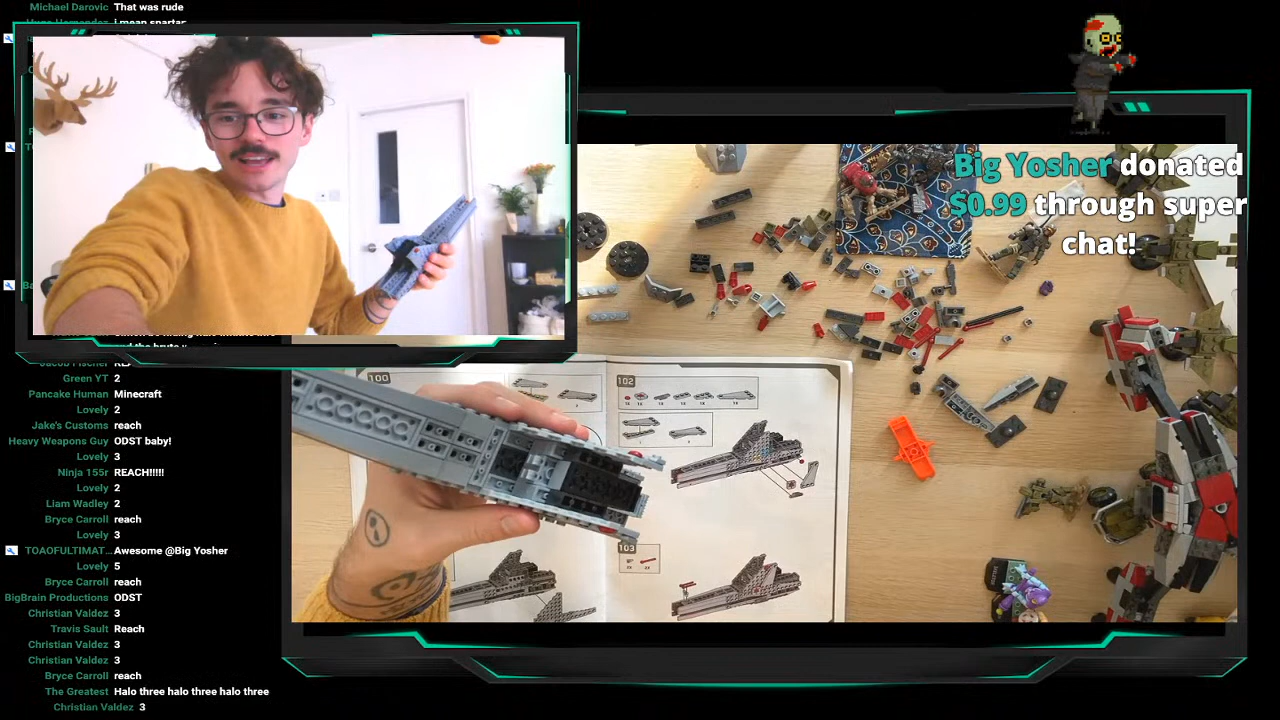 Michael Darovic That was rude
i mean spartan
Green YT 2
Pancake Human Minecraft
Lovely 2
Jake's Customs reach
Heavy Weapons Guy ODST baby!
Lovely 3
Ninja 155r REACH!!!!!
Lovely 2
Liam Wadley 2
Bryce Carroll reach
Lovely 3
TOAOFULTIMAT... Awesome @Big Yosher
Lovely 5
Bryce Carroll reach
BigBrain Productions ODST
Christian Valdez 3
Travis Sault Reach
Christian Valdez 3
Christian Valdez 3
Bryce Carroll reach
The Greatest Halo three halo three halo three
Christian Valdez 3
Big Yosher donated
$0.99 through super
chat!
100
102
103